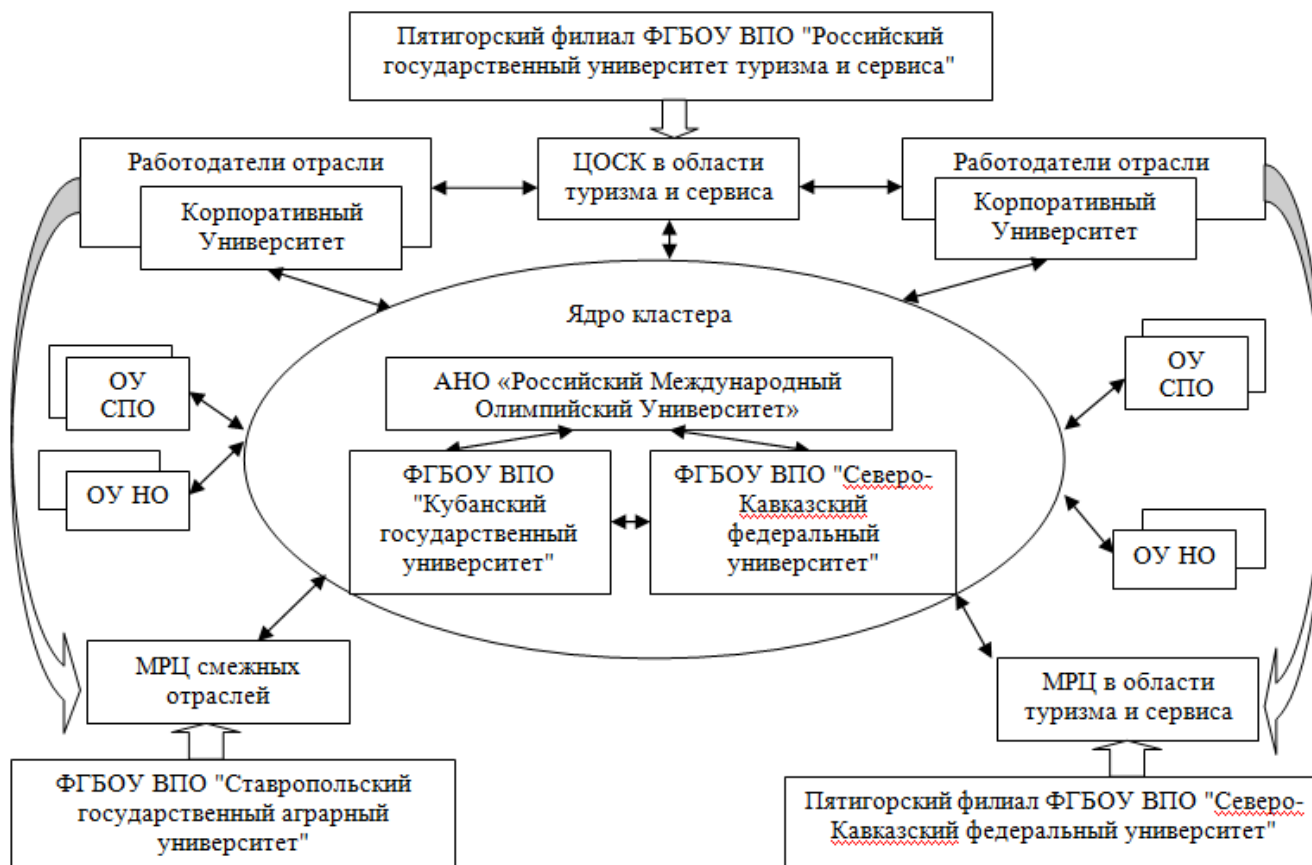 Пятигорский филиал ФГБОУ ВПО "Российский
государственный университет туризма и сервиса"
Работодатели отрасли
Корпоративный
Университет
ЦОСК в области
туризма и сервиса
Работодатели отрасли
Корпоративный
Университет
Ядро кластера
АНО «Российский Международный
Олимпийский Университет»
ОУ
СПО
ОУ НО
ФГБОУ ВПО
"Кубанский
государственный
университет"
ФГБОУ ВПО "Северо-
Кавказский
федеральный
университет"
ОУ
СПО
ОУ НО
МРЦ смежных
отраслей
МРЦ в области
туризма и сервиса
ФГБОУ ВПО "Ставропольский
государственный аграрный
университет"
Пятигорский филиал ФГБОУ ВПО "Северо-
Кавказский федеральный университет"